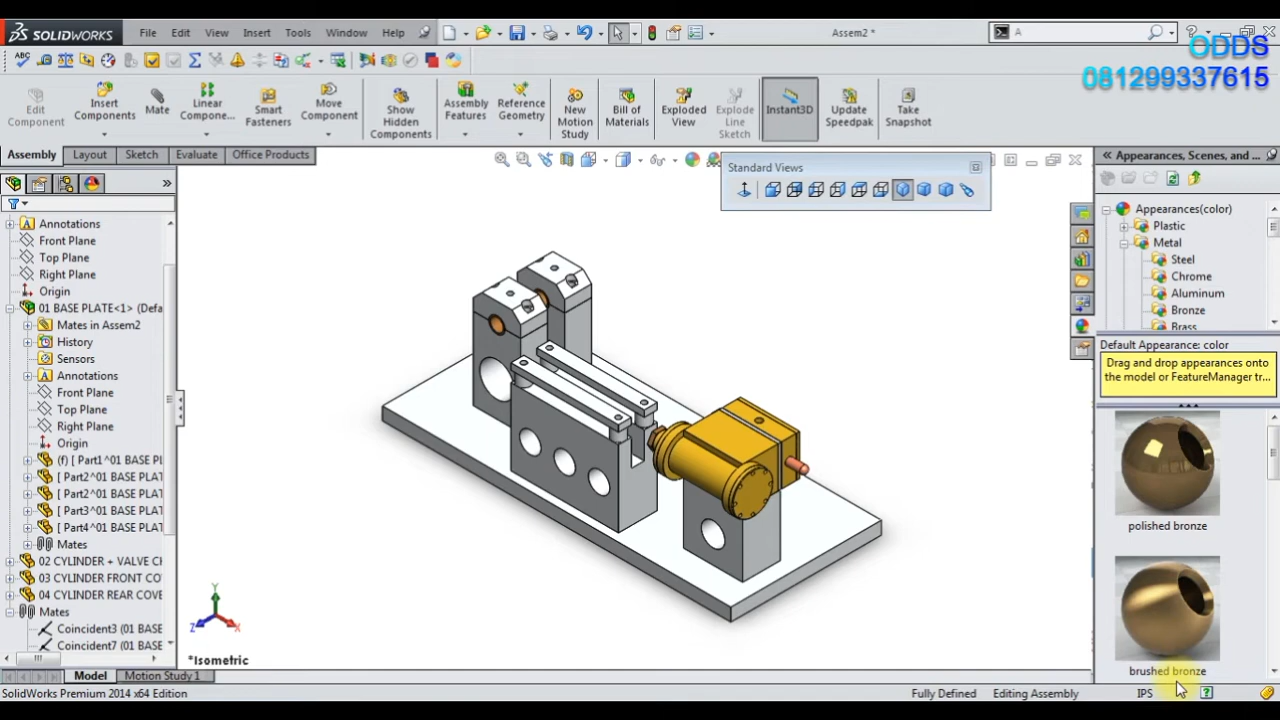 SOLIDWORKS File Edit View Insert Tools Window Help Assem2 * A
ODDS
081299337615
Edit Component
Insert Components
Mate
Linear Compone...
Smart Fasteners
Move Component
Show Hidden Components
Assembly Features
Reference Geometry
New Motion Study
Bill of Materials
Exploded View
Explode Line Sketch
Instant3D
Update Speedpak
Take Snapshot
Assembly Layout Sketch Evaluate Office Products
Standard Views
Annotations
Front Plane
Top Plane
Right Plane
Origin
01 BASE PLATE<1> (Defa
Mates in Assem2
History
Sensors
Annotations
Front Plane
Top Plane
Right Plane
Origin
(f) [ Part1^01 BASE PL
[ Part2^01 BASE PLAT
[ Part2^01 BASE PLAT
[ Part3^01 BASE PLAT
[ Part4^01 BASE PLAT
Mates
02 CYLINDER + VALVE CH
03 CYLINDER FRONT COV
04 CYLINDER REAR COVE
Mates
Coincident3 (01 BASE
Coincident7 (01 BASE
Y
Z
X
*Isometric
Appearances, Scenes, and ...
Appearances(color)
Plastic
Metal
Steel
Chrome
Aluminum
Bronze
Brass
Default Appearance: color
Drag and drop appearances onto
the model or FeatureManager tr...
polished bronze
brushed bronze
Model Motion Study 1
SolidWorks Premium 2014 x64 Edition Fully Defined Editing Assembly IPS